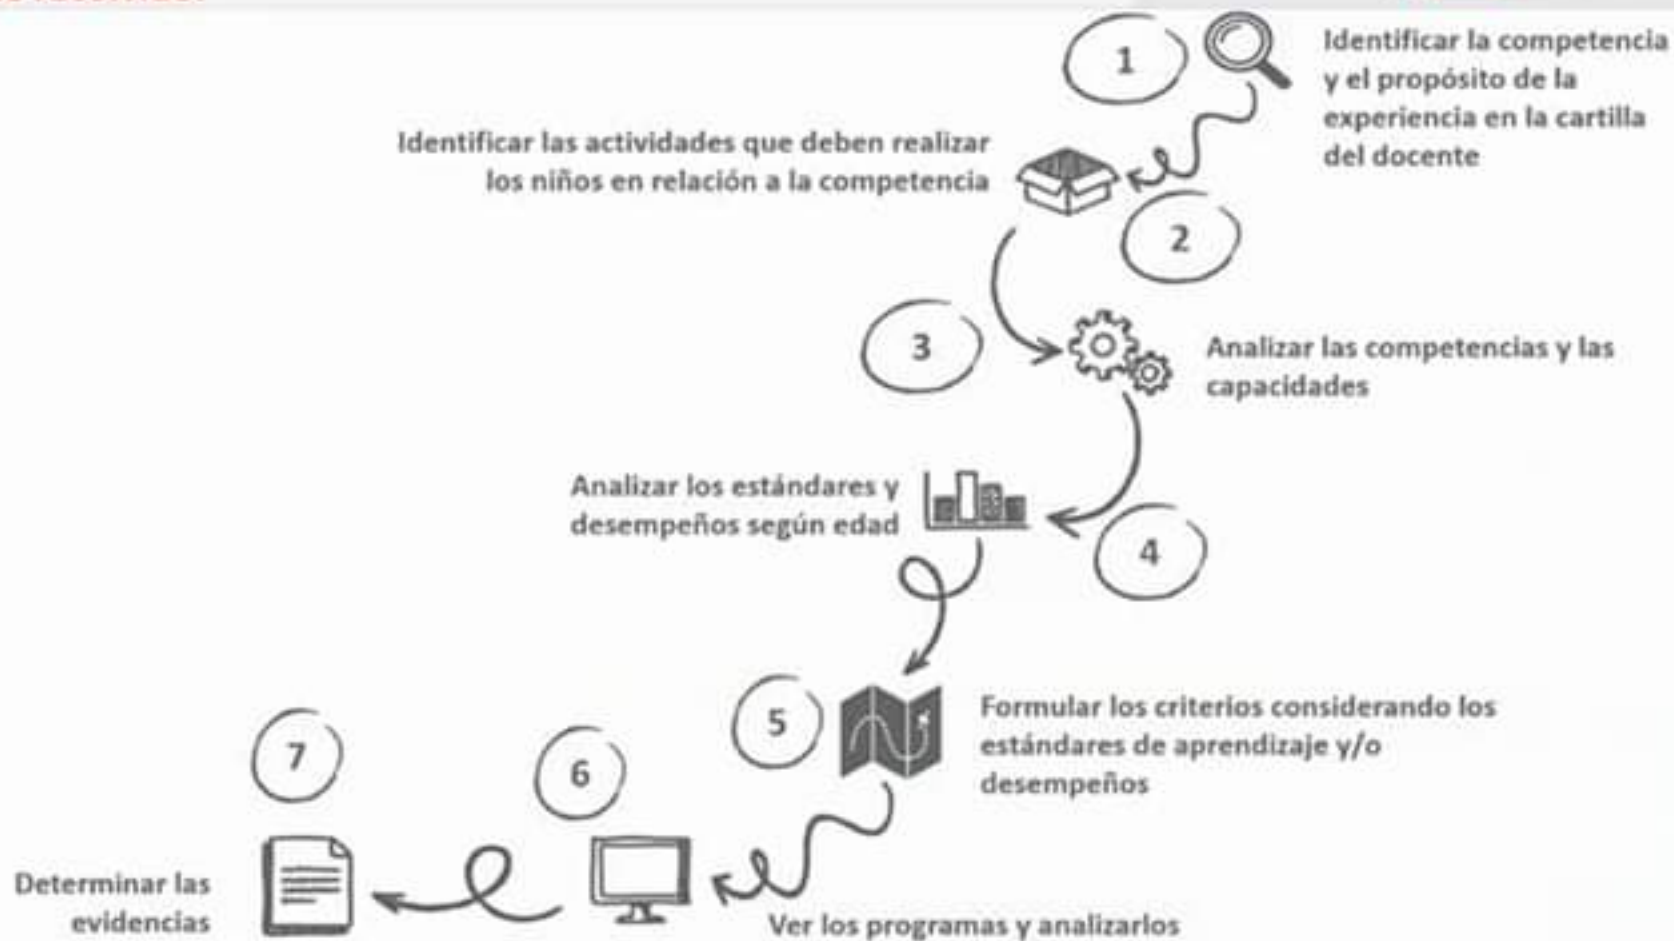 1
Identificar la competencia
y el propósito de la
experiencia en la cartilla
del docente
Identificar las actividades que deben realizar
los niños en relación a la competencia
2
3
Analizar las competencias y las
capacidades
Analizar los estándares y
desempeños según edad
4
5
Formular los criterios considerando los
estándares de aprendizaje y/o
desempeños
6
Ver los programas y analizarlos
7
Determinar las
evidencias